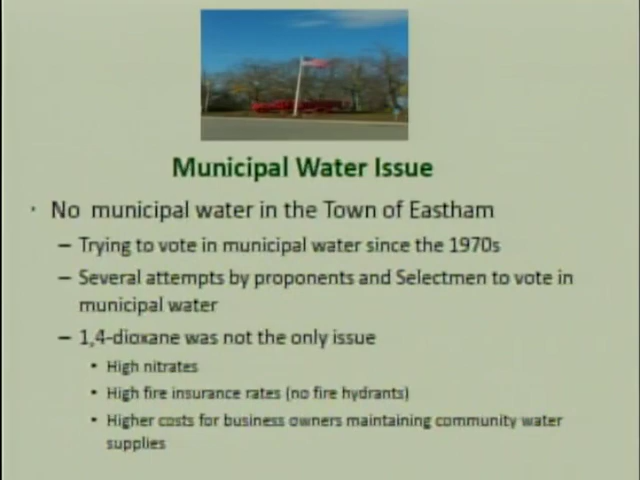 Municipal Water Issue
· No municipal water in the Town of Eastham
– Trying to vote in municipal water since the 1970s
– Several attempts by proponents and Selectmen to vote in
municipal water
– 1,4-dioxane was not the only issue
• High nitrates
• High fire insurance rates (no fire hydrants)
• Higher costs for business owners maintaining community water
supplies